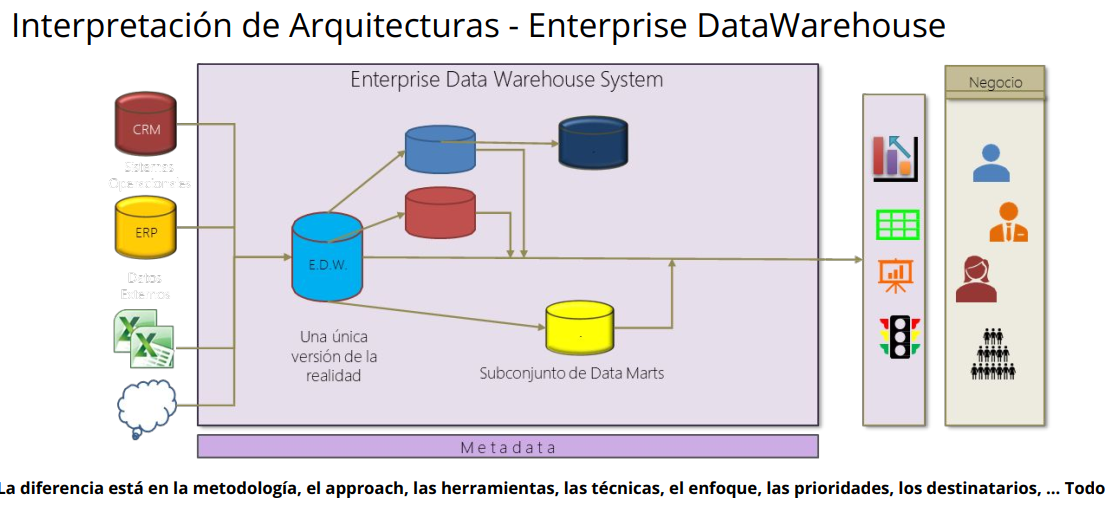 Interpretación de Arquitecturas - Enterprise DataWarehouse
Enterprise Data Warehouse System
Negocio
CRM
Sistemas
Operacionales
ERP
E.D.W.
Datos
Externos
Una única
versión de la
realidad
Subconjunto de Data Marts
Metadata
La diferencia está en la metodología, el approach, las herramientas, las técnicas, el enfoque, las prioridades, los destinatarios, ... Todo